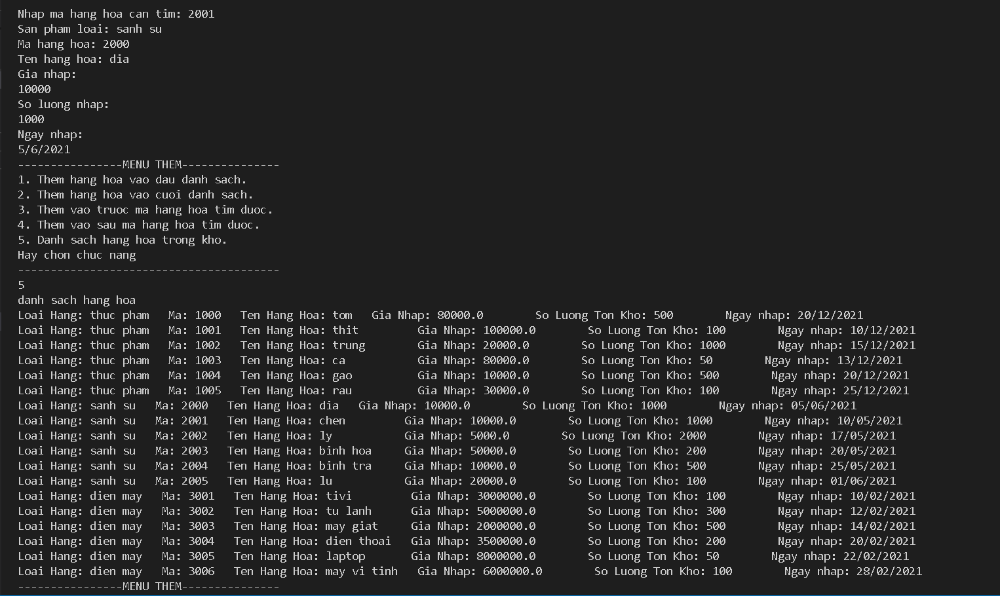 Nhap ma hang hoa can tim: 2001
San pham loai: sanh su
Ma hang hoa: 2000
Ten hang hoa: dia
Gia nhap:
10000
So luong nhap:
1000
Ngay nhap:
5/6/2021
----------------MENU THEM---------------
1. Them hang hoa vao dau danh sach.
2. Them hang hoa vao cuoi danh sach.
3. Them vao truoc ma hang hoa tim duoc.
4. Them vao sau ma hang hoa tim duoc.
5. Danh sach hang hoa trong kho.
Hay chon chuc nang
----------------------------------------
5
danh sach hang hoa
Loai Hang: thuc pham   Ma: 1000   Ten Hang Hoa: tom   Gia Nhap: 80000.0        So Luong Ton Kho: 500        Ngay nhap: 20/12/2021
Loai Hang: thuc pham   Ma: 1001   Ten Hang Hoa: thit         Gia Nhap: 100000.0        So Luong Ton Kho: 100        Ngay nhap: 10/12/2021
Loai Hang: thuc pham   Ma: 1002   Ten Hang Hoa: trung        Gia Nhap: 20000.0        So Luong Ton Kho: 1000        Ngay nhap: 15/12/2021
Loai Hang: thuc pham   Ma: 1003   Ten Hang Hoa: ca           Gia Nhap: 80000.0        So Luong Ton Kho: 50        Ngay nhap: 13/12/2021
Loai Hang: thuc pham   Ma: 1004   Ten Hang Hoa: gao          Gia Nhap: 10000.0        So Luong Ton Kho: 500        Ngay nhap: 20/12/2021
Loai Hang: thuc pham   Ma: 1005   Ten Hang Hoa: rau          Gia Nhap: 30000.0        So Luong Ton Kho: 100        Ngay nhap: 25/12/2021
Loai Hang: sanh su   Ma: 2000   Ten Hang Hoa: dia   Gia Nhap: 10000.0        So Luong Ton Kho: 1000        Ngay nhap: 05/06/2021
Loai Hang: sanh su   Ma: 2001   Ten Hang Hoa: chen         Gia Nhap: 10000.0        So Luong Ton Kho: 1000        Ngay nhap: 10/05/2021
Loai Hang: sanh su   Ma: 2002   Ten Hang Hoa: ly           Gia Nhap: 5000.0        So Luong Ton Kho: 2000        Ngay nhap: 17/05/2021
Loai Hang: sanh su   Ma: 2003   Ten Hang Hoa: binh hoa     Gia Nhap: 50000.0        So Luong Ton Kho: 200        Ngay nhap: 20/05/2021
Loai Hang: sanh su   Ma: 2004   Ten Hang Hoa: binh tra     Gia Nhap: 10000.0        So Luong Ton Kho: 500        Ngay nhap: 25/05/2021
Loai Hang: sanh su   Ma: 2005   Ten Hang Hoa: lu           Gia Nhap: 20000.0        So Luong Ton Kho: 100        Ngay nhap: 01/06/2021
Loai Hang: dien may   Ma: 3001   Ten Hang Hoa: tivi         Gia Nhap: 3000000.0        So Luong Ton Kho: 100        Ngay nhap: 10/02/2021
Loai Hang: dien may   Ma: 3002   Ten Hang Hoa: tu lanh      Gia Nhap: 5000000.0        So Luong Ton Kho: 300        Ngay nhap: 12/02/2021
Loai Hang: dien may   Ma: 3003   Ten Hang Hoa: may giat     Gia Nhap: 2000000.0        So Luong Ton Kho: 500        Ngay nhap: 14/02/2021
Loai Hang: dien may   Ma: 3004   Ten Hang Hoa: dien thoai   Gia Nhap: 3500000.0        So Luong Ton Kho: 200        Ngay nhap: 20/02/2021
Loai Hang: dien may   Ma: 3005   Ten Hang Hoa: laptop       Gia Nhap: 8000000.0        So Luong Ton Kho: 50        Ngay nhap: 22/02/2021
Loai Hang: dien may   Ma: 3006   Ten Hang Hoa: may vi tinh   Gia Nhap: 6000000.0        So Luong Ton Kho: 100        Ngay nhap: 28/02/2021
----------------MENU THEM---------------